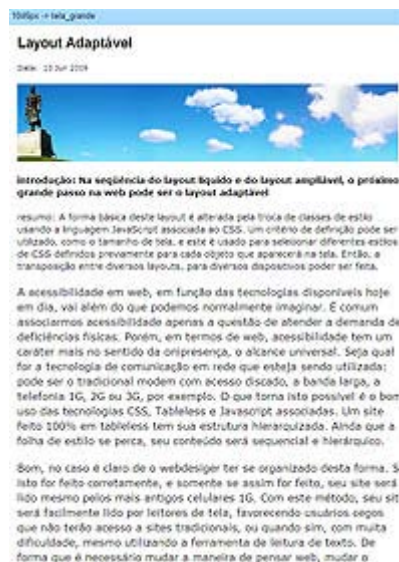 tela_grande
Layout Adaptável
Date: 23 Jun 2009
introdução: Na seqüência do layout líquido e do layout ampliável, o próximo
grande passo na web pode ser o layout adaptável
resumo: A forma básica deste layout é alterada pela troca de classes de estilo
usando a linguagem JavaScript associada ao CSS. Um critério de definição pode ser
utilizado, como o tamanho de tela, e este é usado para selecionar diferentes estilos
de CSS definidos previamente para cada objeto que aparecerá na tela. Então, a
transposição entre diversos layouts, para diversos dispositivos poder ser feita.
A acessibilidade em web, em função das tecnologias disponíveis hoje
em dia, vai além do que podemos normalmente imaginar. É comum
associarmos acessibilidade apenas a questão de atender a demanda de
deficiências físicas. Porém, em termos de web, acessibilidade tem um
caráter mais no sentido da onipresença, o alcance universal. Seja qual
for a tecnologia de comunicação em rede que esteja sendo utilizada:
pode ser o tradicional modem com acesso discado, a banda larga, a
telefonia 1G, 2G ou 3G, por exemplo. O que torna isto possível é o bom
uso das tecnologias CSS, Tableless e Javascript associadas. Um site
feito 100% em tableless tem sua estrutura hierarquizada. Ainda que a
folha de estilo se perca, seu conteúdo será sequencial e hierárquico.
Bom, no caso é claro de o webdesiger ter se organizado desta forma. S
isto for feito corretamente, e somente se assim for feito, seu site será
lido mesmo pelos mais antigos celulares 1G. Com este método, seu sit
será facilmente lido por leitores de tela, favorecendo usuários cegos
que não terão acesso a sites tradicionais, ou quando sim, com muita
dificuldade, mesmo utilizando a ferramenta de leitura de texto. De
forma que é necessário mudar a maneira de pensar web, mudar o